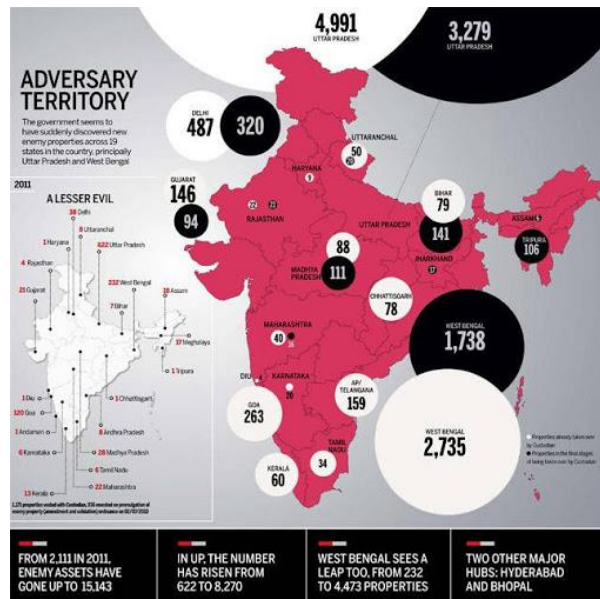 4,991
UTTAR PRADESH
3,279
UTTAR PRADESH
ADVERSARY
TERRITORY
The government seems to
have suddenly discovered new
enemy properties across 19
states in the country, principally
Uttar Pradesh and West Bengal
DELHI
487
320
UTTARANCHAL
50
HARYANA
9
GUJARAT
146
94
22
21
RAJASTHAN
UTTAR PRADESH
BIHAR
79
141
JHARKHAND
17
ASSAM
6
TRIPURA
106
88
MADHYA
PRADESH
111
CHHATTISGARH
78
MAHARASHTRA
40
WEST BENGAL
1,738
DIU
KARNATAKA
20
AP/
TELANGANA
159
GOA
263
WEST BENGAL
2,735
TAMIL
NADU
34
KERALA
60
Properties already taken over
by Custodian
Properties in the final stages
of being taken over by Custodian
2011
A LESSER EVIL
38 Delhi
8 Uttaranchal
1 Haryana
622 Uttar Pradesh
4 Rajasthan
232 West Bengal
21 Gujarat
7 Bihar
Assam
17 Meghalaya
1 Tripura
1 Diu
1 Chhattisgarh
120 Goa
1 Andaman
8 Andhra Pradesh
6 Karnataka
28 Madhya Pradesh
6 Tamil Nadu
22 Maharashtra
13 Kerala
FROM 2,111 IN 2011,
ENEMY ASSETS HAVE
GONE UP TO 15,143
IN UP, THE NUMBER
HAS RISEN FROM
622 TO 8,270
WEST BENGAL SEES A
LEAP TOO, FROM 232
TO 4,473 PROPERTIES
TWO OTHER MAJOR
HUBS: HYDERABAD
AND BHOPAL